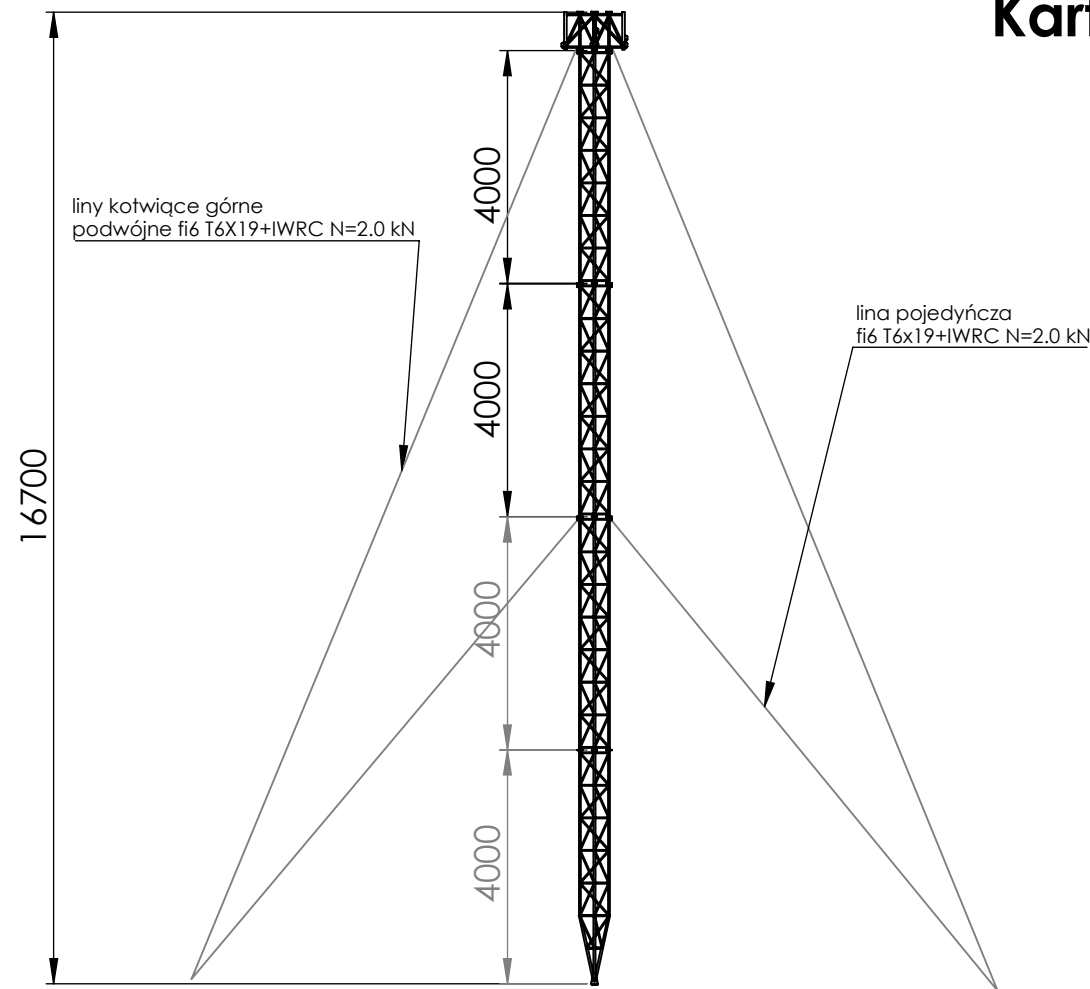 Kart
liny kotwiące górne
podwójne fi6 T6X19+IWRC N=2.0 kN
lina pojedyńcza
fi6 T6x19+IWRC N=2.0 kN
16700
4000
4000
4000
4000